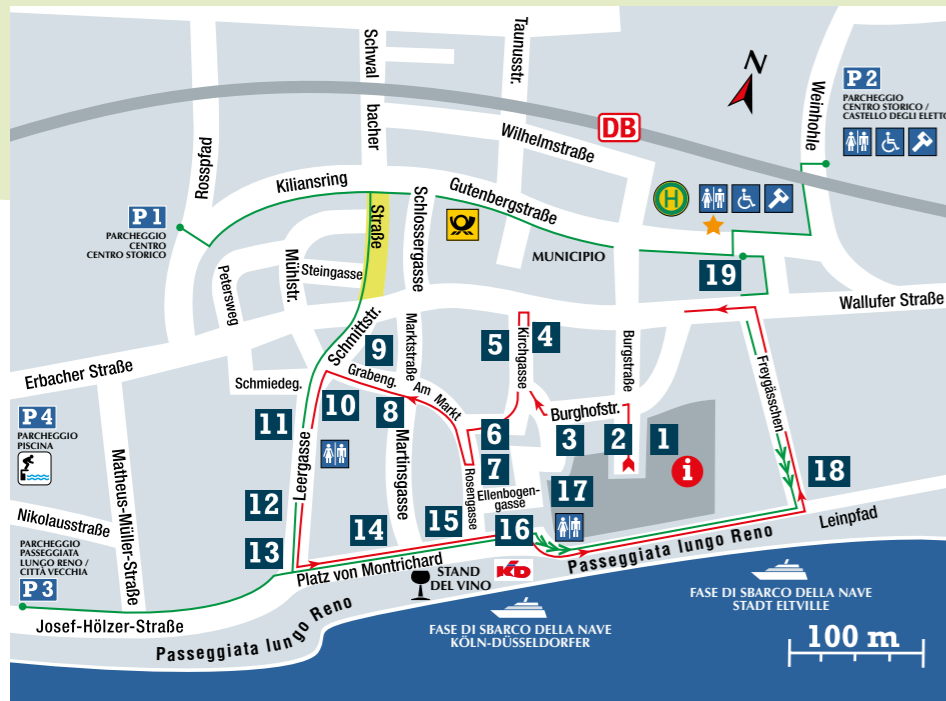 Taunusstr.
Schwal
bacher
N
Weinhohle
P 2
PARCHEGGIO
CENTRO STORICO /
CASTELLO DEGLI ELETTO
DB
Wilhelmstraße
Rosspfad
Kiliansring
Gutenbergstraße
Straße
Schlossergasse
H
P 1
PARCHEGGIO
CENTRO
CENTRO STORICO
MUNICIPIO
Steingasse
Mühlstr.
Petersweg
19
Wallufer Straße
Schmittstr.
9
Marktstraße
5
Kirchgasse
4
Burgstraße
Freygässchen
Erbacher Straße
Schmiedeg.
Grabeng.
Am Markt
10
8
11
Burghofstr.
6
3
2
1
i
P 4
PARCHEGGIO
PISCINA
Matheus-Müller-Straße
Leergasse
Martinsgasse
7
Rosengasse
Ellenbogen-
gasse
17
18
12
14
15
16
Nikolausstraße
Leinpfad
PARCHEGGIO
PASSEGGIATA
LUNGO RENO /
CITTÀ VECCHIA
P 3
13
Platz von Montrichard
STAND
DEL VINO
KD
Passeggiata lungo Reno
Josef-Hölzer-Straße
Passeggiata lungo Reno
FASE DI SBARCO DELLA NAVE
KÖLN-DÜSSELDORFER
FASE DI SBARCO DELLA NAVE
STADT ELTVILLE
100 m